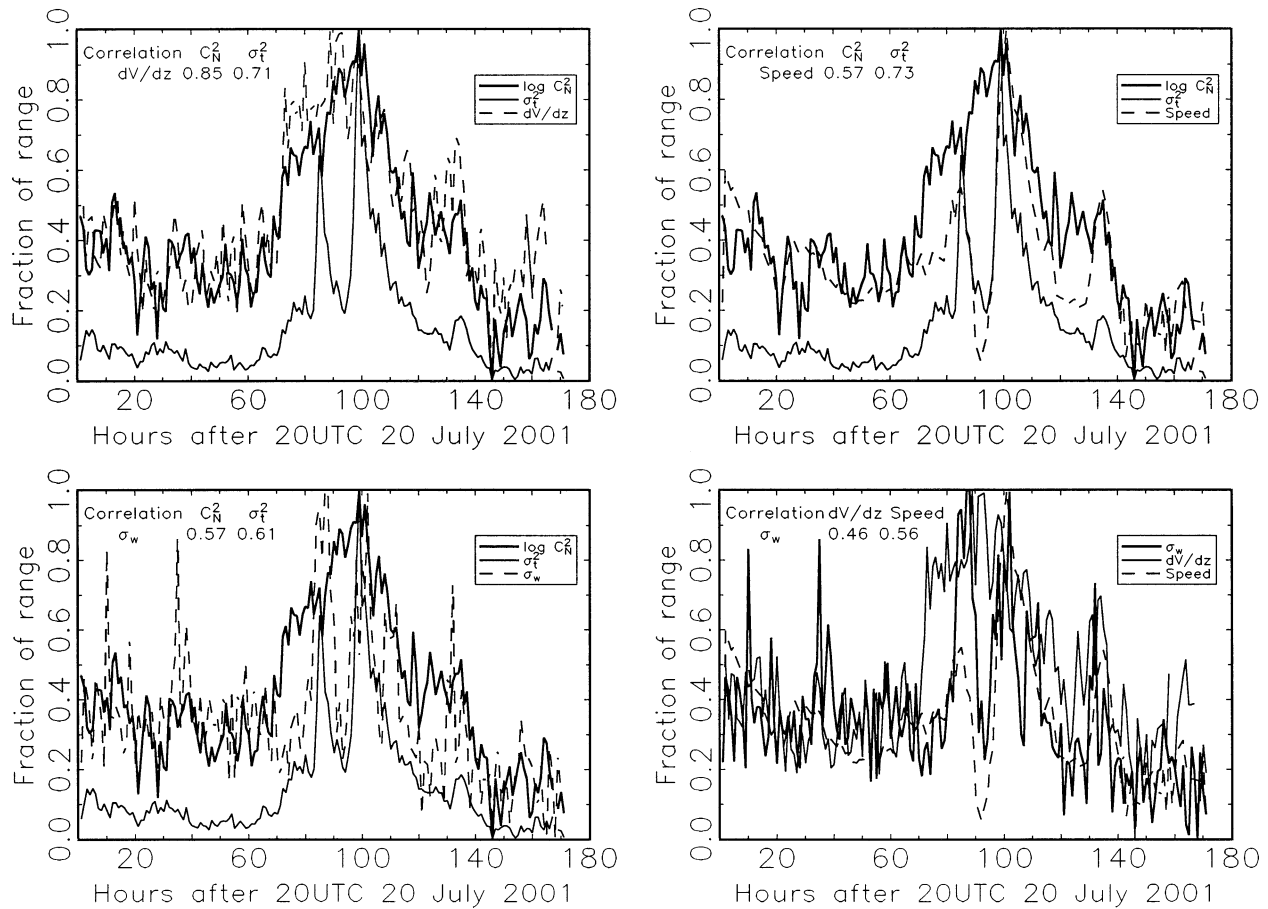 Correlation C_N^2 σ_t^2
dV/dz 0.85 0.71
log C_N^2
σ_t^2
dV/dz
Fraction of range
0.0 0.2 0.4 0.6 0.8 1.0
20 60 100 140 180
Hours after 20UTC 20 July 2001
Correlation C_N^2 σ_t^2
Speed 0.57 0.73
log C_N^2
σ_t^2
Speed
Fraction of range
0.0 0.2 0.4 0.6 0.8 1.0
20 60 100 140 180
Hours after 20UTC 20 July 2001
Correlation C_N^2 σ_t^2
σ_w 0.57 0.61
log C_N^2
σ_t^2
σ_w
Fraction of range
0.0 0.2 0.4 0.6 0.8 1.0
20 60 100 140 180
Hours after 20UTC 20 July 2001
Correlation dV/dz Speed
σ_w 0.46 0.56
σ_w
dV/dz
Speed
Fraction of range
0.0 0.2 0.4 0.6 0.8 1.0
20 60 100 140 180
Hours after 20UTC 20 July 2001